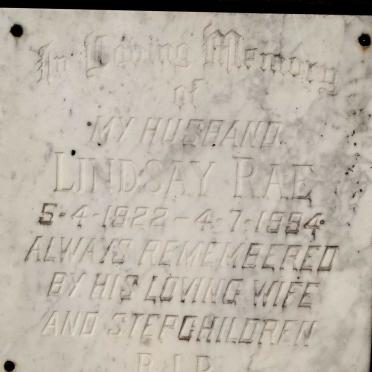 In Loving Memory
of
MY HUSBAND
LINDSAY RAE
5-4-1922-4-7-1994
ALWAYS REMEMBERED
BY HIS LOVING WIFE
AND STEPCHILDREN
R.I.P.